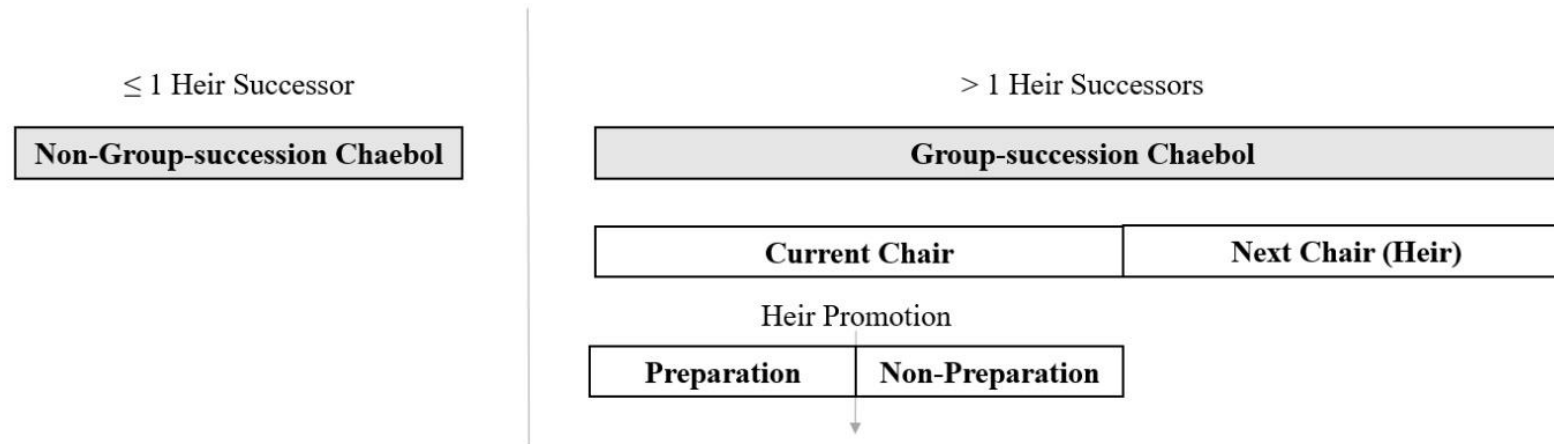 ≤ 1 Heir Successor
Non-Group-succession Chaebol
> 1 Heir Successors
Group-succession Chaebol
Current Chair
Next Chair (Heir)
Heir Promotion
Preparation
Non-Preparation